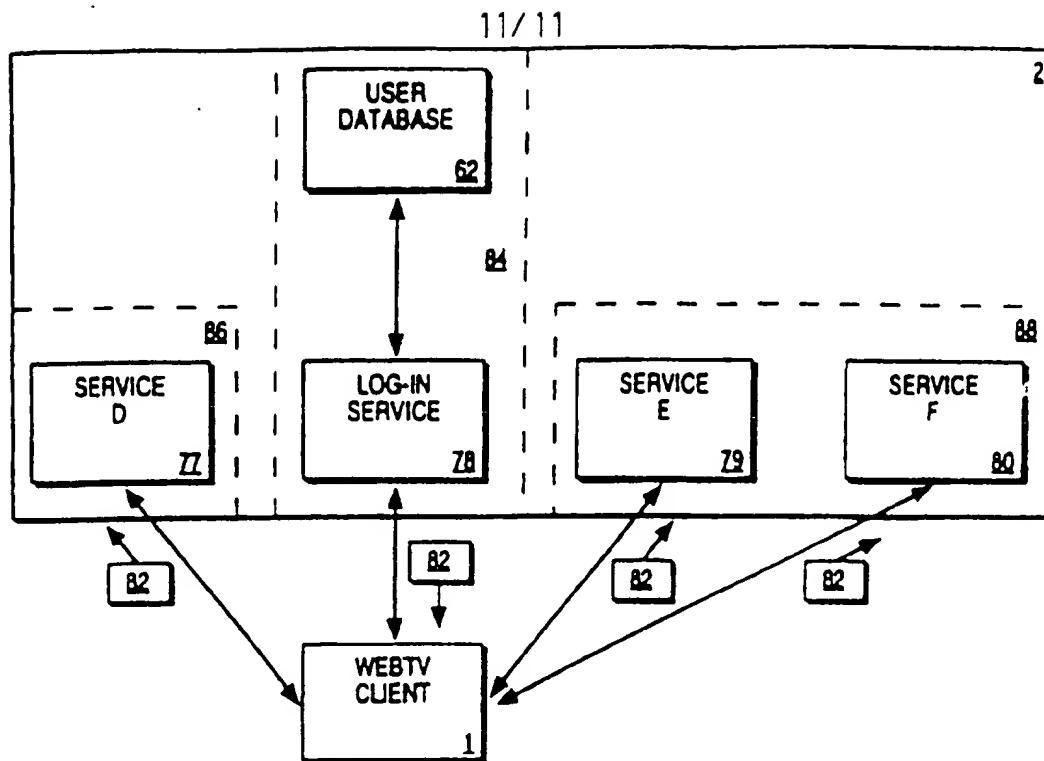 11/11
2
USER
DATABASE
62
84
86
88
SERVICE
D
77
LOG-IN
SERVICE
78
SERVICE
E
79
SERVICE
F
80
82
82
82
82
WEBTV
CLIENT
1